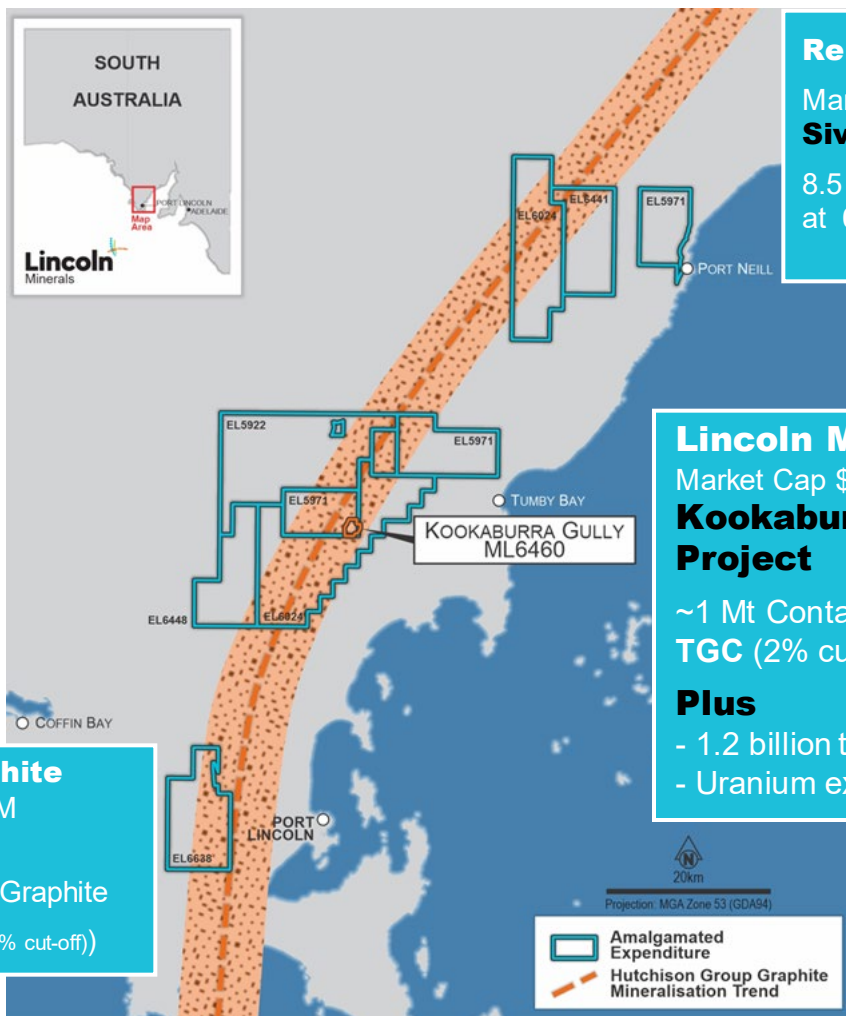 SOUTH
AUSTRALIA
PORT LINCOLN
ADELAIDE
Map
Area
Lincoln
Minerals
Re
Mar
Siv
8.5
at
EL6024
EL6441
EL5971
PORT NEILL
EL5922
EL5971
EL5971
TUMBY BAY
KOOKABURRA GULLY
ML6460
EL6448
EL6024
Lincoln M
Market Cap $
Kookabur
Project
~1 Mt Conta
TGC (2% cu
Plus
- 1.2 billion t
- Uranium ex
COFFIN BAY
hite
M
Graphite
% cut-off))
PORT
LINCOLN
EL6638
N
20km
Projection: MGA Zone 53 (GDA94)
Amalgamated
Expenditure
Hutchison Group Graphite
Mineralisation Trend